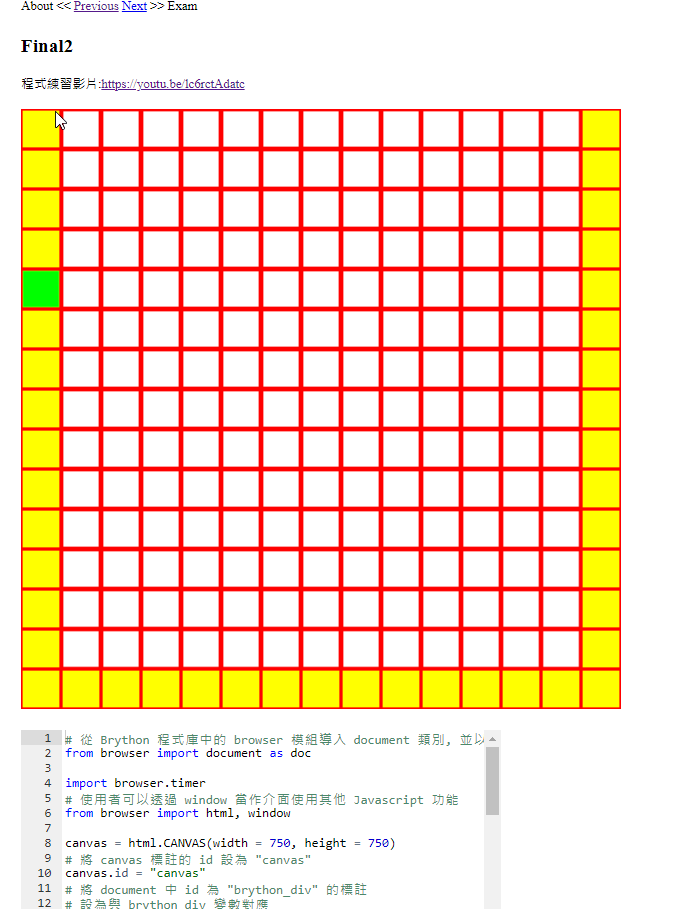 About << Previous Next >> Exam
Final2
程式練習影片:https://youtu.be/lc6rctAdatc
1 # 從 Brython 程式庫中的 browser 模組導入 document 類別, 並以
2 from browser import document as doc
3
4 import browser.timer
5 # 使用者可以透過 window 當作介面使用其他 Javascript 功能
6 from browser import html, window
7
8 canvas = html.CANVAS(width = 750, height = 750)
9 # 將 canvas 標註的 id 設為 "canvas"
10 canvas.id = "canvas"
11 # 將 document 中 id 為 "brython_div" 的標註
12 # 設為與 brython_div 變數對應